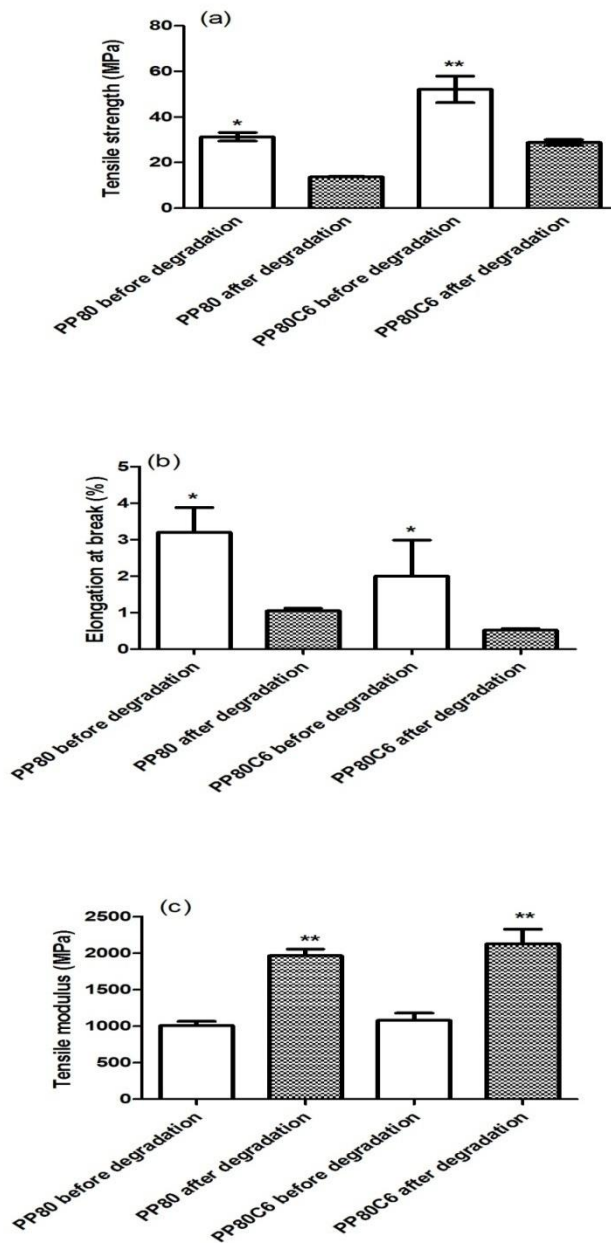 (a)
Tensile strength (MPa)
80
60
40
20
0
*
**
PP80 before degradation
PP80 after degradation
PP80C6 before degradation
PP80C6 after degradation
(b)
Elongation at break (%)
5
4
3
2
1
0
*
*
PP80 before degradation
PP80 after degradation
PP80C6 before degradation
PP80C6 after degradation
(c)
Tensile modulus (MPa)
2500
2000
1500
1000
500
0
**
**
PP80 before degradation
PP80 after degradation
PP80C6 before degradation
PP80C6 after degradation